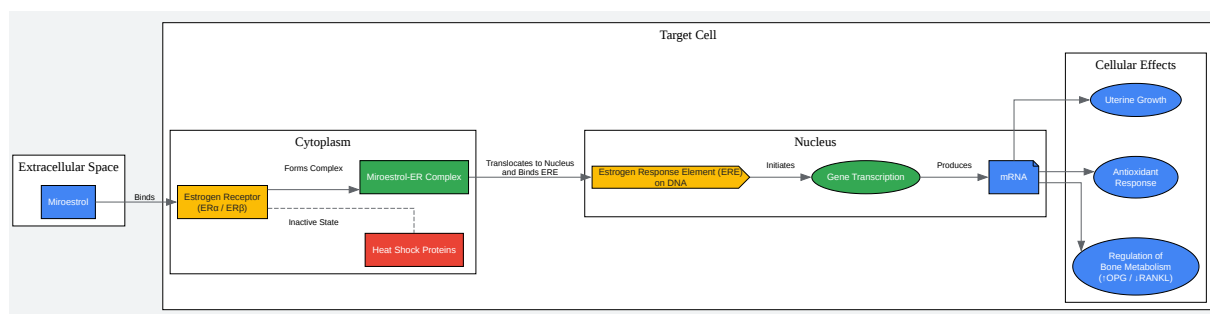 Target Cell
Cellular Effects
Uterine Growth
Cytoplasm
Nucleus
Extracellular Space
Forms Complex
Translocates to Nucleus
and Binds ERE
Initiates
Produces
Miroestrol-ER Complex
Estrogen Response Element (ERE)
on DNA
Gene Transcription
mRNA
Antioxidant
Response
Miroestrol
Binds
Estrogen Receptor
(ERα / ERβ)
Inactive State
Heat Shock Proteins
Regulation of
Bone Metabolism
(↑OPG / ↓RANKL)